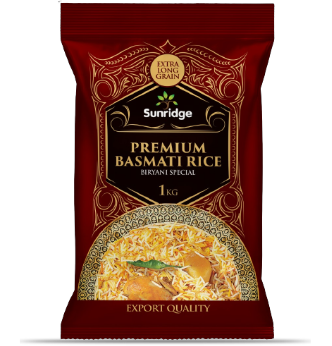 EXTRA
LONG
GRAIN
Sunridge
PREMIUM
BASMATI RICE
BIRYANI SPECIAL
1KG
EXPORT QUALITY